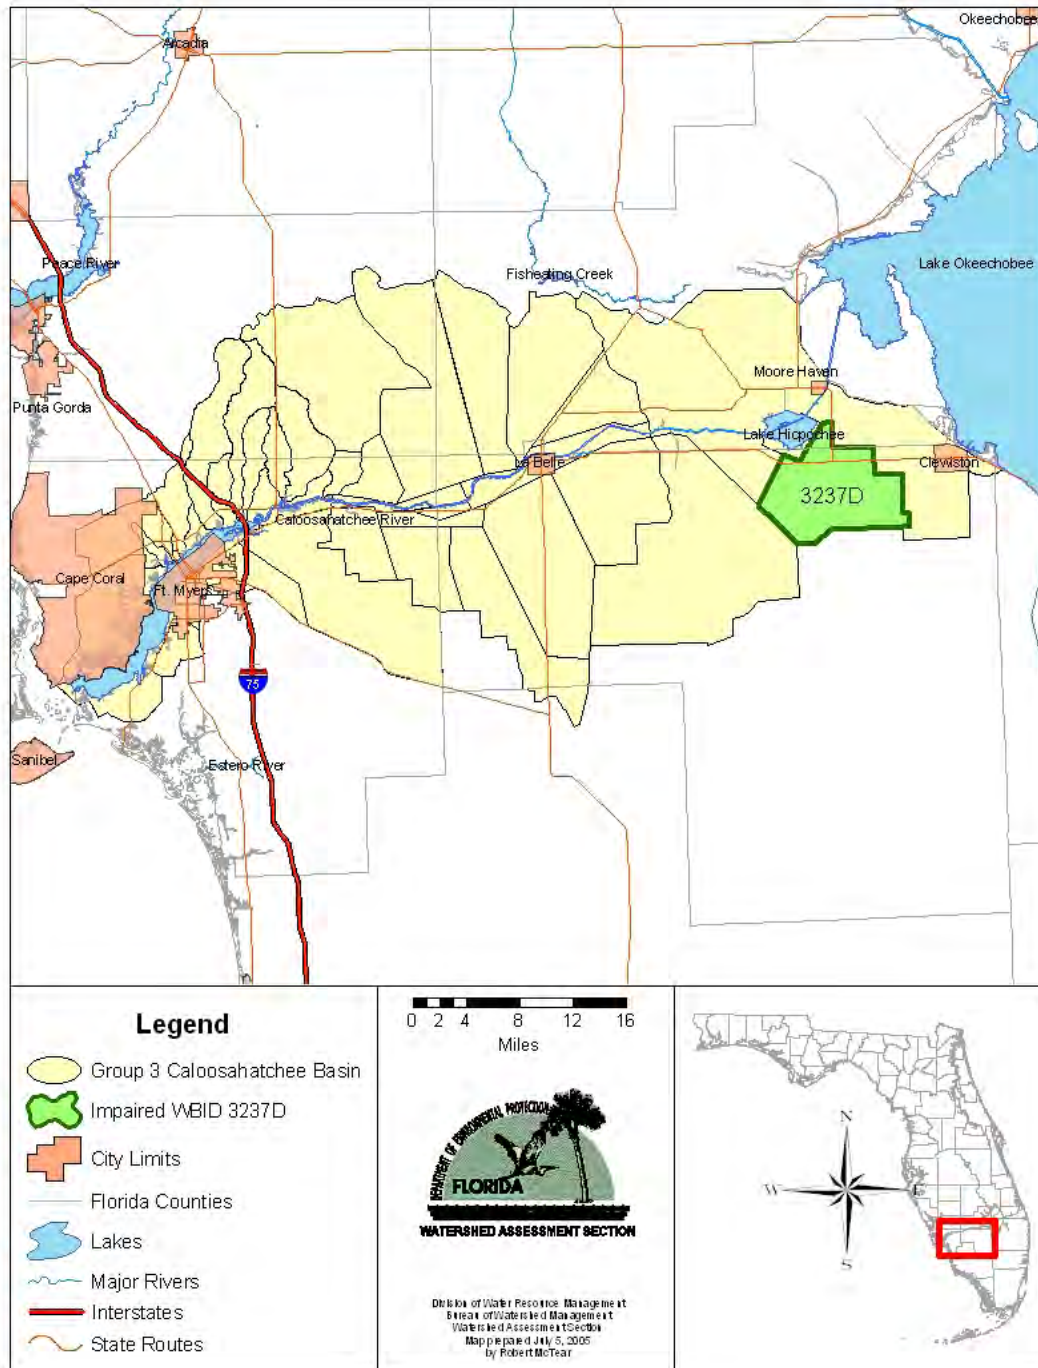 Okeechobee
Arcadia
Peace River
Fisheating Creek
Lake Okeechobee
Moore Haven
Punta Gorda
Lake Hicpochee
La Belle
Clewiston
3237D
Caloosahatchee River
Cape Coral
Ft. Myers
75
Sanibel
Estero River
Legend
Group 3 Caloosahatchee Basin
Impaired WBID 3237D
City Limits
Florida Counties
Lakes
Major Rivers
Interstates
State Routes
0 2 4 8 12 16
Miles
DEPARTMENT OF ENVIRONMENTAL PROTECTION
FLORIDA
WATERSHED ASSESSMENT SECTION
Division of Water Resource Management
Bureau of Watershed Management
Watershed Assessment Section
Map prepared July 5, 2005
by Robert McTear
N
W
E
S